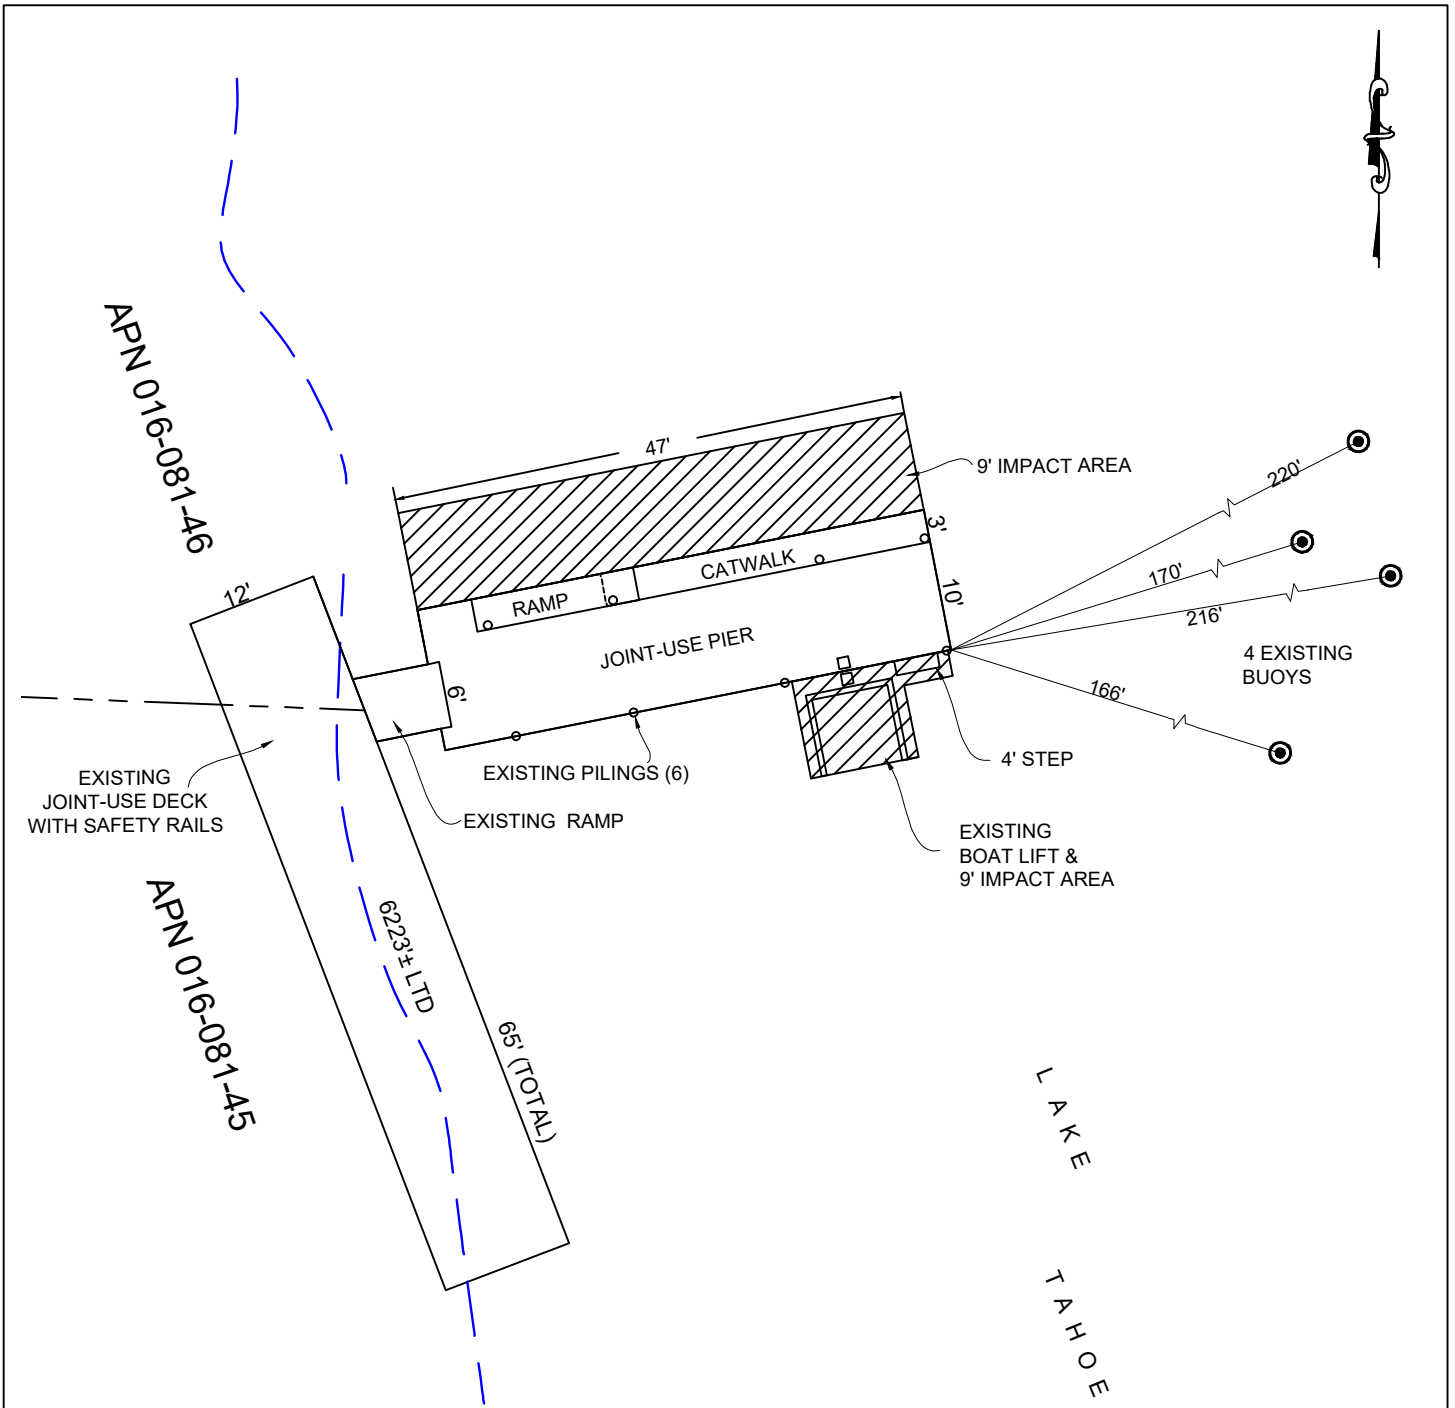 APN 016-081-46
47'
9' IMPACT AREA
220'
3'
CATWALK
RAMP
170'
12'
10'
216'
JOINT-USE PIER
4 EXISTING
BUOYS
6'
166'
EXISTING
JOINT-USE DECK
WITH SAFETY RAILS
EXISTING PILINGS (6)
4' STEP
EXISTING RAMP
EXISTING
BOAT LIFT &
9' IMPACT AREA
APN 016-081-45
6223'± LTD
65' (TOTAL)
LAKE
TAHOE